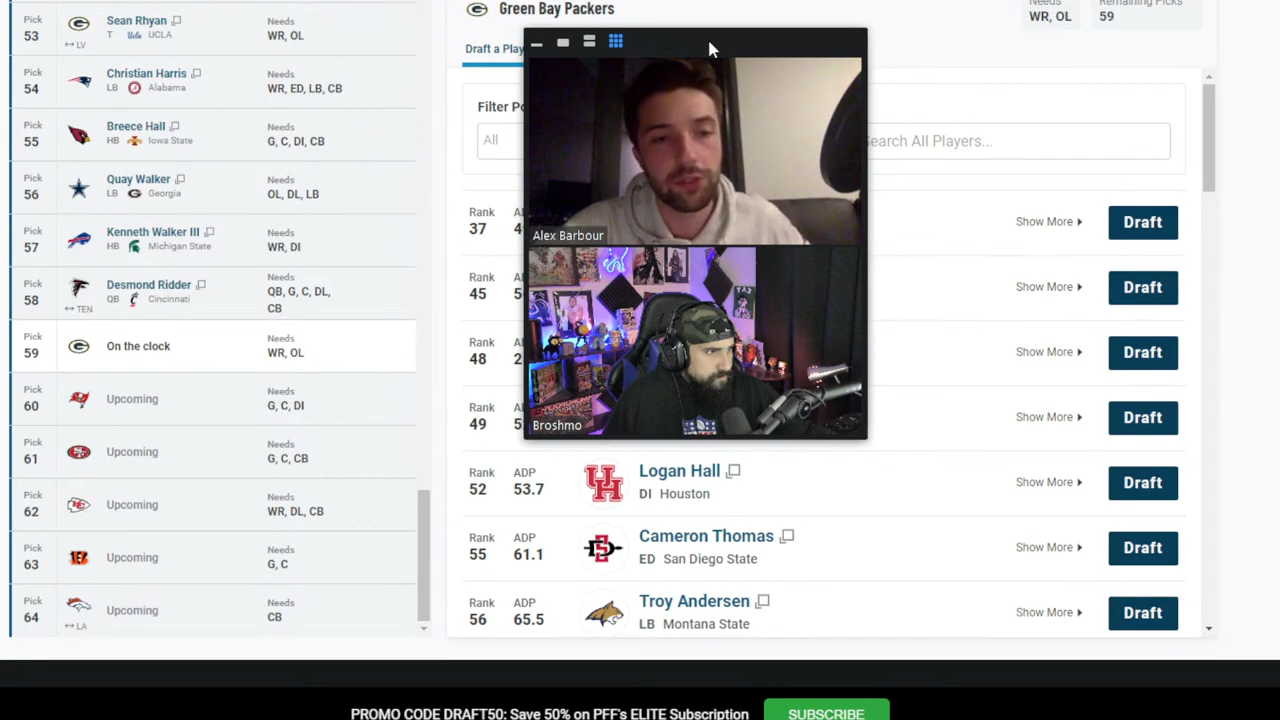 Pick
53
LV
Sean Rhyan
T UCLA
Needs
WR, OL
Pick
54
Christian Harris
LB Alabama
Needs
WR, ED, LB, CB
Pick
55
Breece Hall
HB Iowa State
Needs
G, C, DI, CB
Pick
56
Quay Walker
LB Georgia
Needs
OL, DL, LB
Pick
57
Kenneth Walker III
HB Michigan State
Needs
WR, DI
Pick
58
TEN
Desmond Ridder
QB Cincinnati
Needs
QB, G, C, DL,
CB
Pick
59
On the clock
Needs
WR, OL
Pick
60
Upcoming
Needs
G, C, DI
Pick
61
Upcoming
Needs
G, C, CB
Pick
62
Upcoming
Needs
WR, DL, CB
Pick
63
Upcoming
Needs
G, C
Pick
64
LA
Upcoming
Needs
CB
Green Bay Packers
Needs
WR, OL
Remaining Picks
59
Draft a Play
Filter Po
All
Search All Players...
Alex Barbour
Broshmo
Rank
37
Show More
Draft
Rank
45
Show More
Draft
Rank
48
Show More
Draft
Rank
49
Show More
Draft
Rank
52
ADP
53.7
Logan Hall
DI Houston
Show More
Draft
Rank
55
ADP
61.1
Cameron Thomas
ED San Diego State
Show More
Draft
Rank
56
ADP
65.5
Troy Andersen
LB Montana State
Show More
Draft
PROMO CODE DRAFT50: Save 50% on PFF's ELITE Subscription
SUBSCRIBE